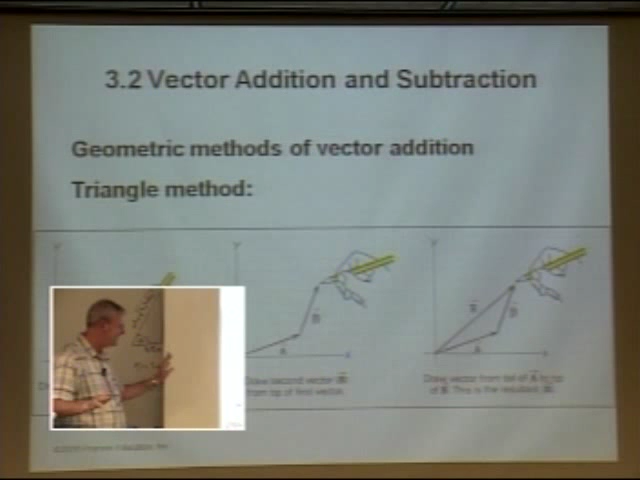 3.2 Vector Addition and Subtraction
Geometric methods of vector addition
Triangle method:
Y
Y
B
A
x
Draw second vector (B)
from tip of first vector.
Y
R
B
A
x
Draw vector from tail of A to tip
of B. This is the resultant (R).